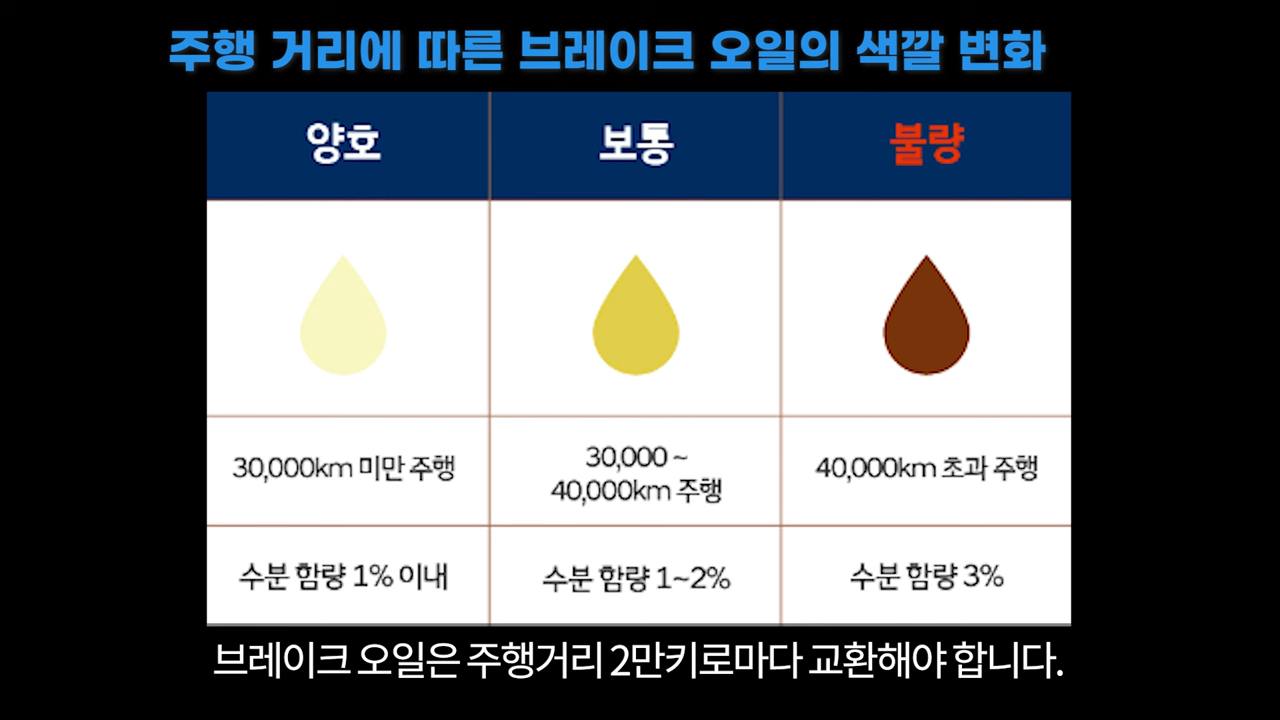 주행 거리에 따른 브레이크 오일의 색깔 변화
양호
보통
불량
30,000km 미만 주행
30,000 ~
40,000km 주행
40,000km 초과 주행
수분 함량 1% 이내
수분 함량 1~2%
수분 함량 3%
브레이크 오일은 주행거리 2만키로마다 교환해야 합니다.